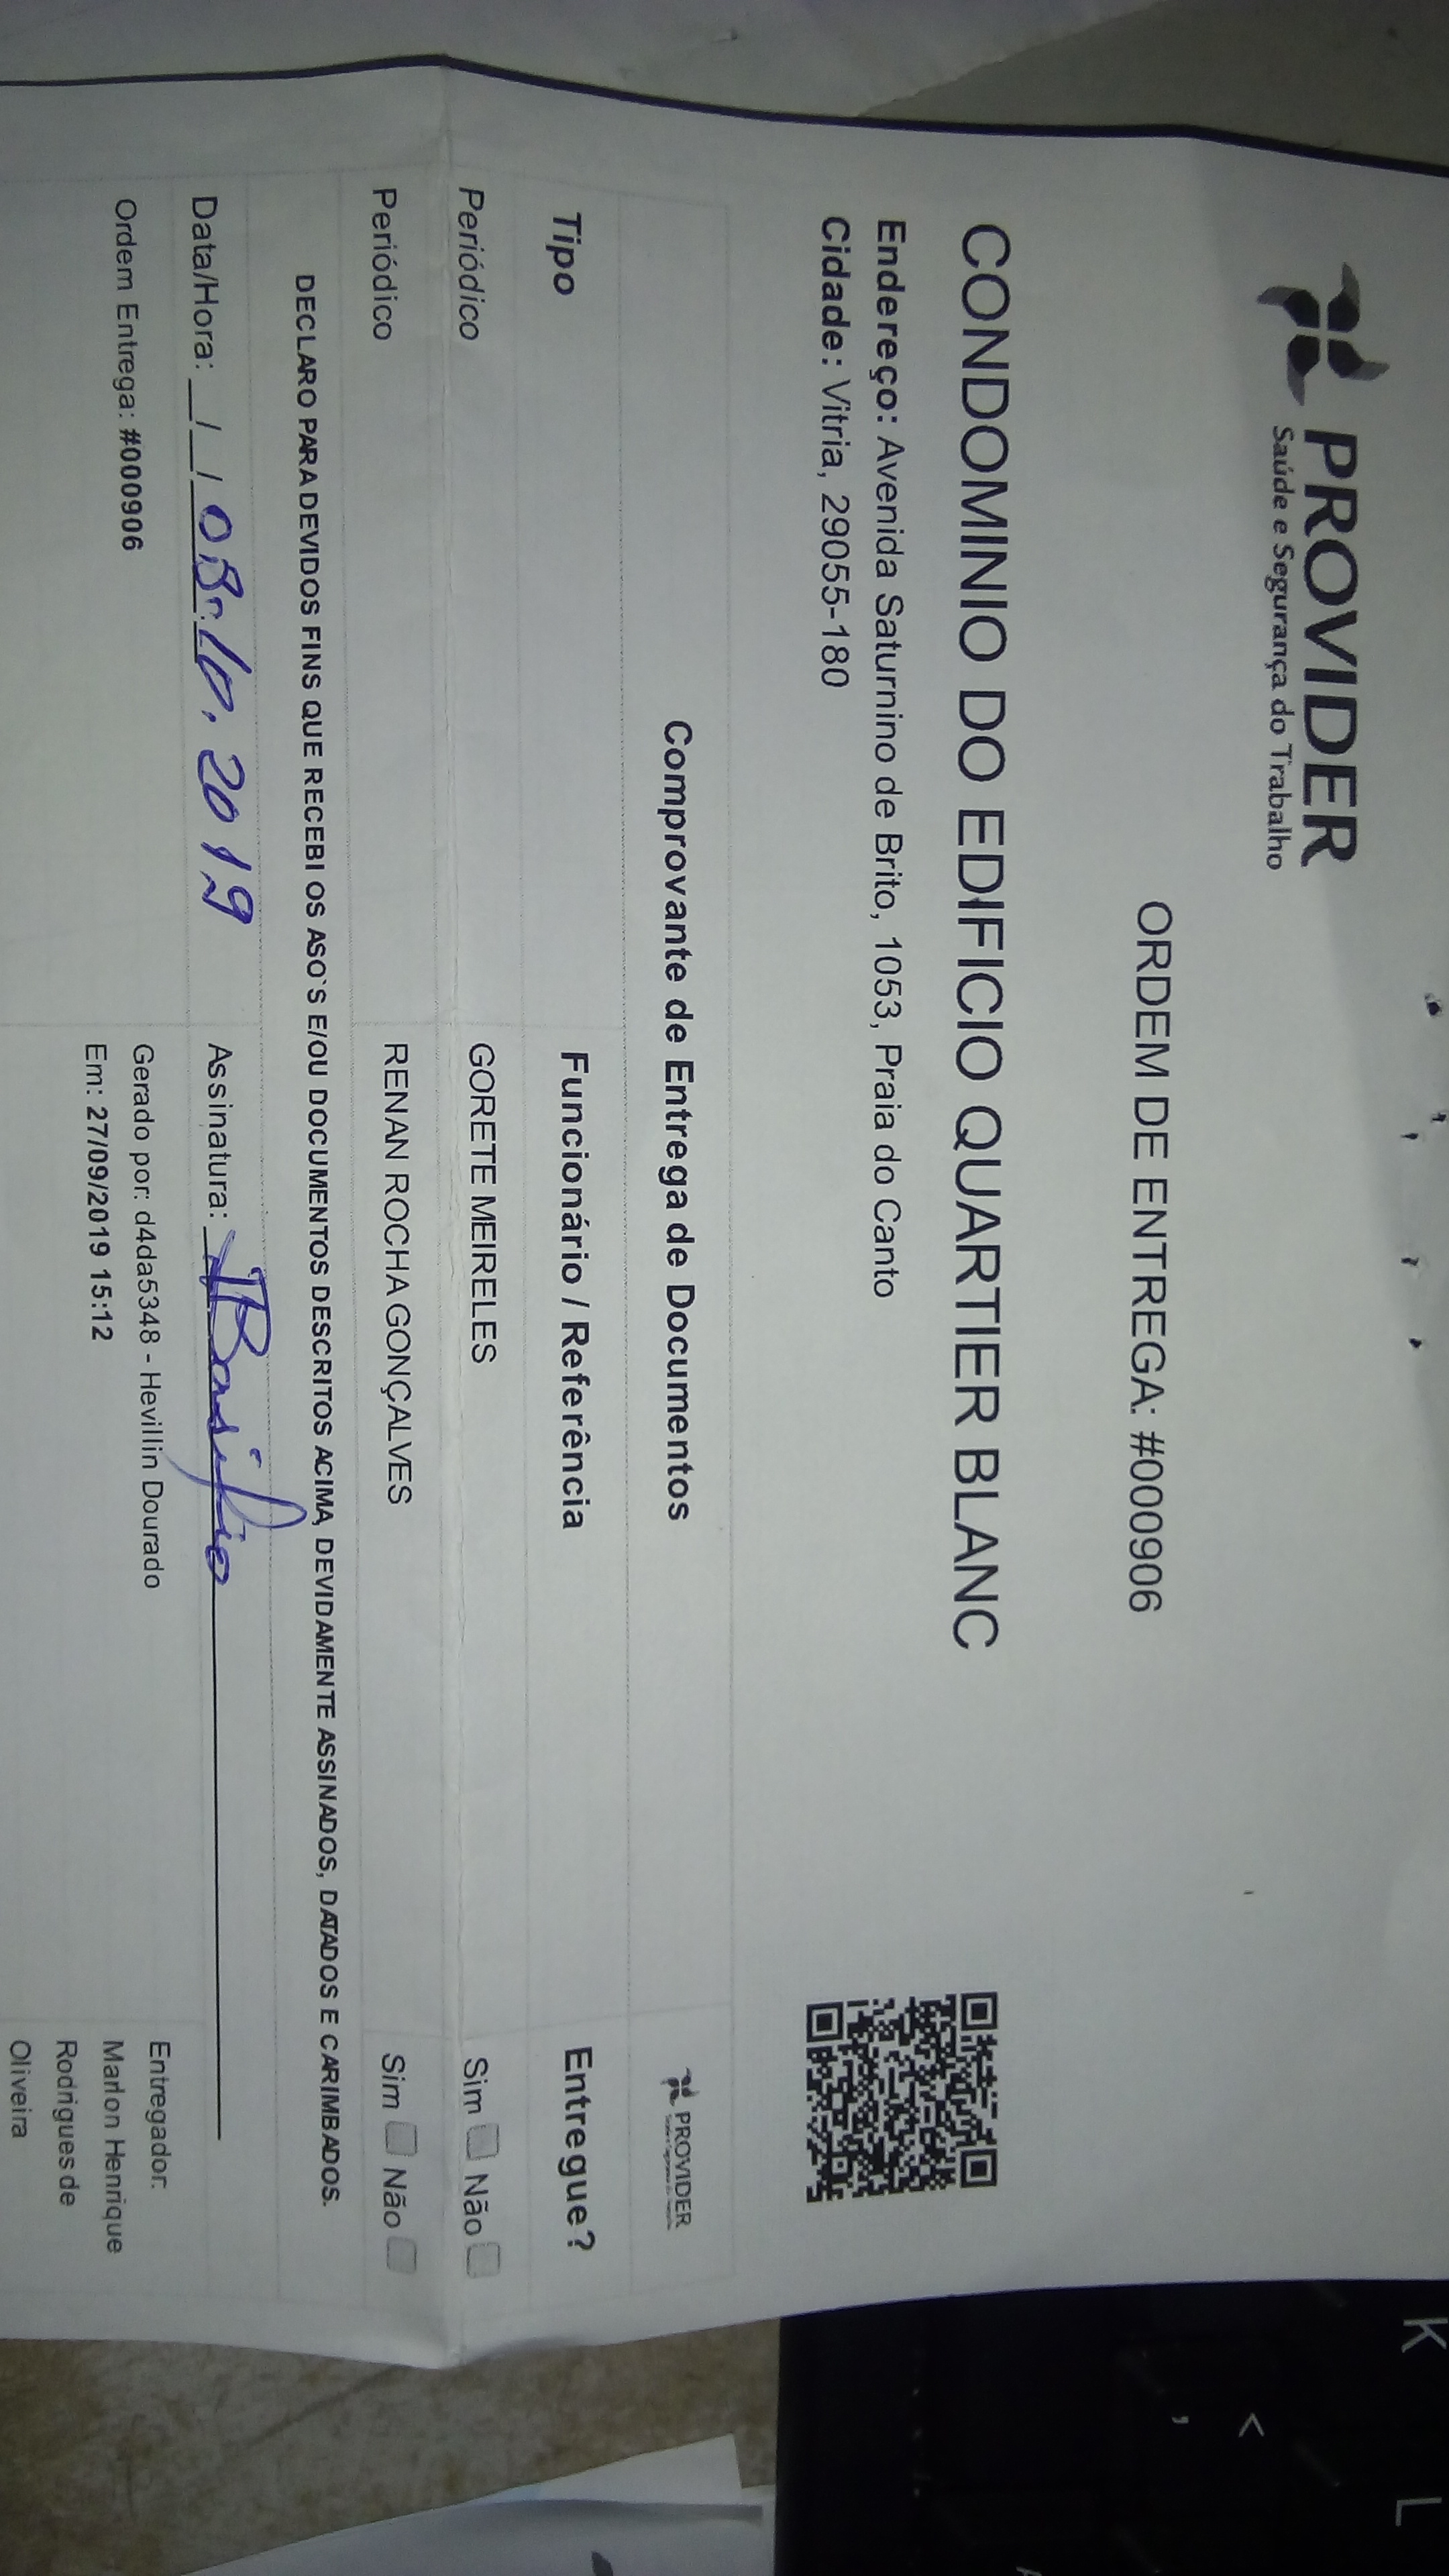 PROVIDER
Saúde e Segurança do Trabalho
ORDEM DE ENTREGA: #000906
CONDOMINIO DO EDIFICIO QUARTIER BLANC
Endereço: Avenida Saturnino de Brito, 1053, Praia do Canto
Cidade: Vitria, 29055-180
Comprovante de Entrega de Documentos
PROVIDER
Tipo Funcionário / Referência Entregue?
Periódico GORETE MEIRELES Sim Não
Periódico RENAN ROCHA GONÇALVES Sim Não
DECLARO PARA DEVIDOS FINS QUE RECEBI OS ASO`S E/OU DOCUMENTOS DESCRITOS ACIMA, DEVIDAMENTE ASSINADOS, DATADOS E CARIMBADOS.
Data/Hora: __/__/ 08.10.2019 Assinatura: Basilio
Ordem Entrega: #000906
Gerado por: d4da5348 - Hevillin Dourado
Em: 27/09/2019 15:12
Entregador:
Marlon Henrique
Rodrigues de
Oliveira
K
L
<
,